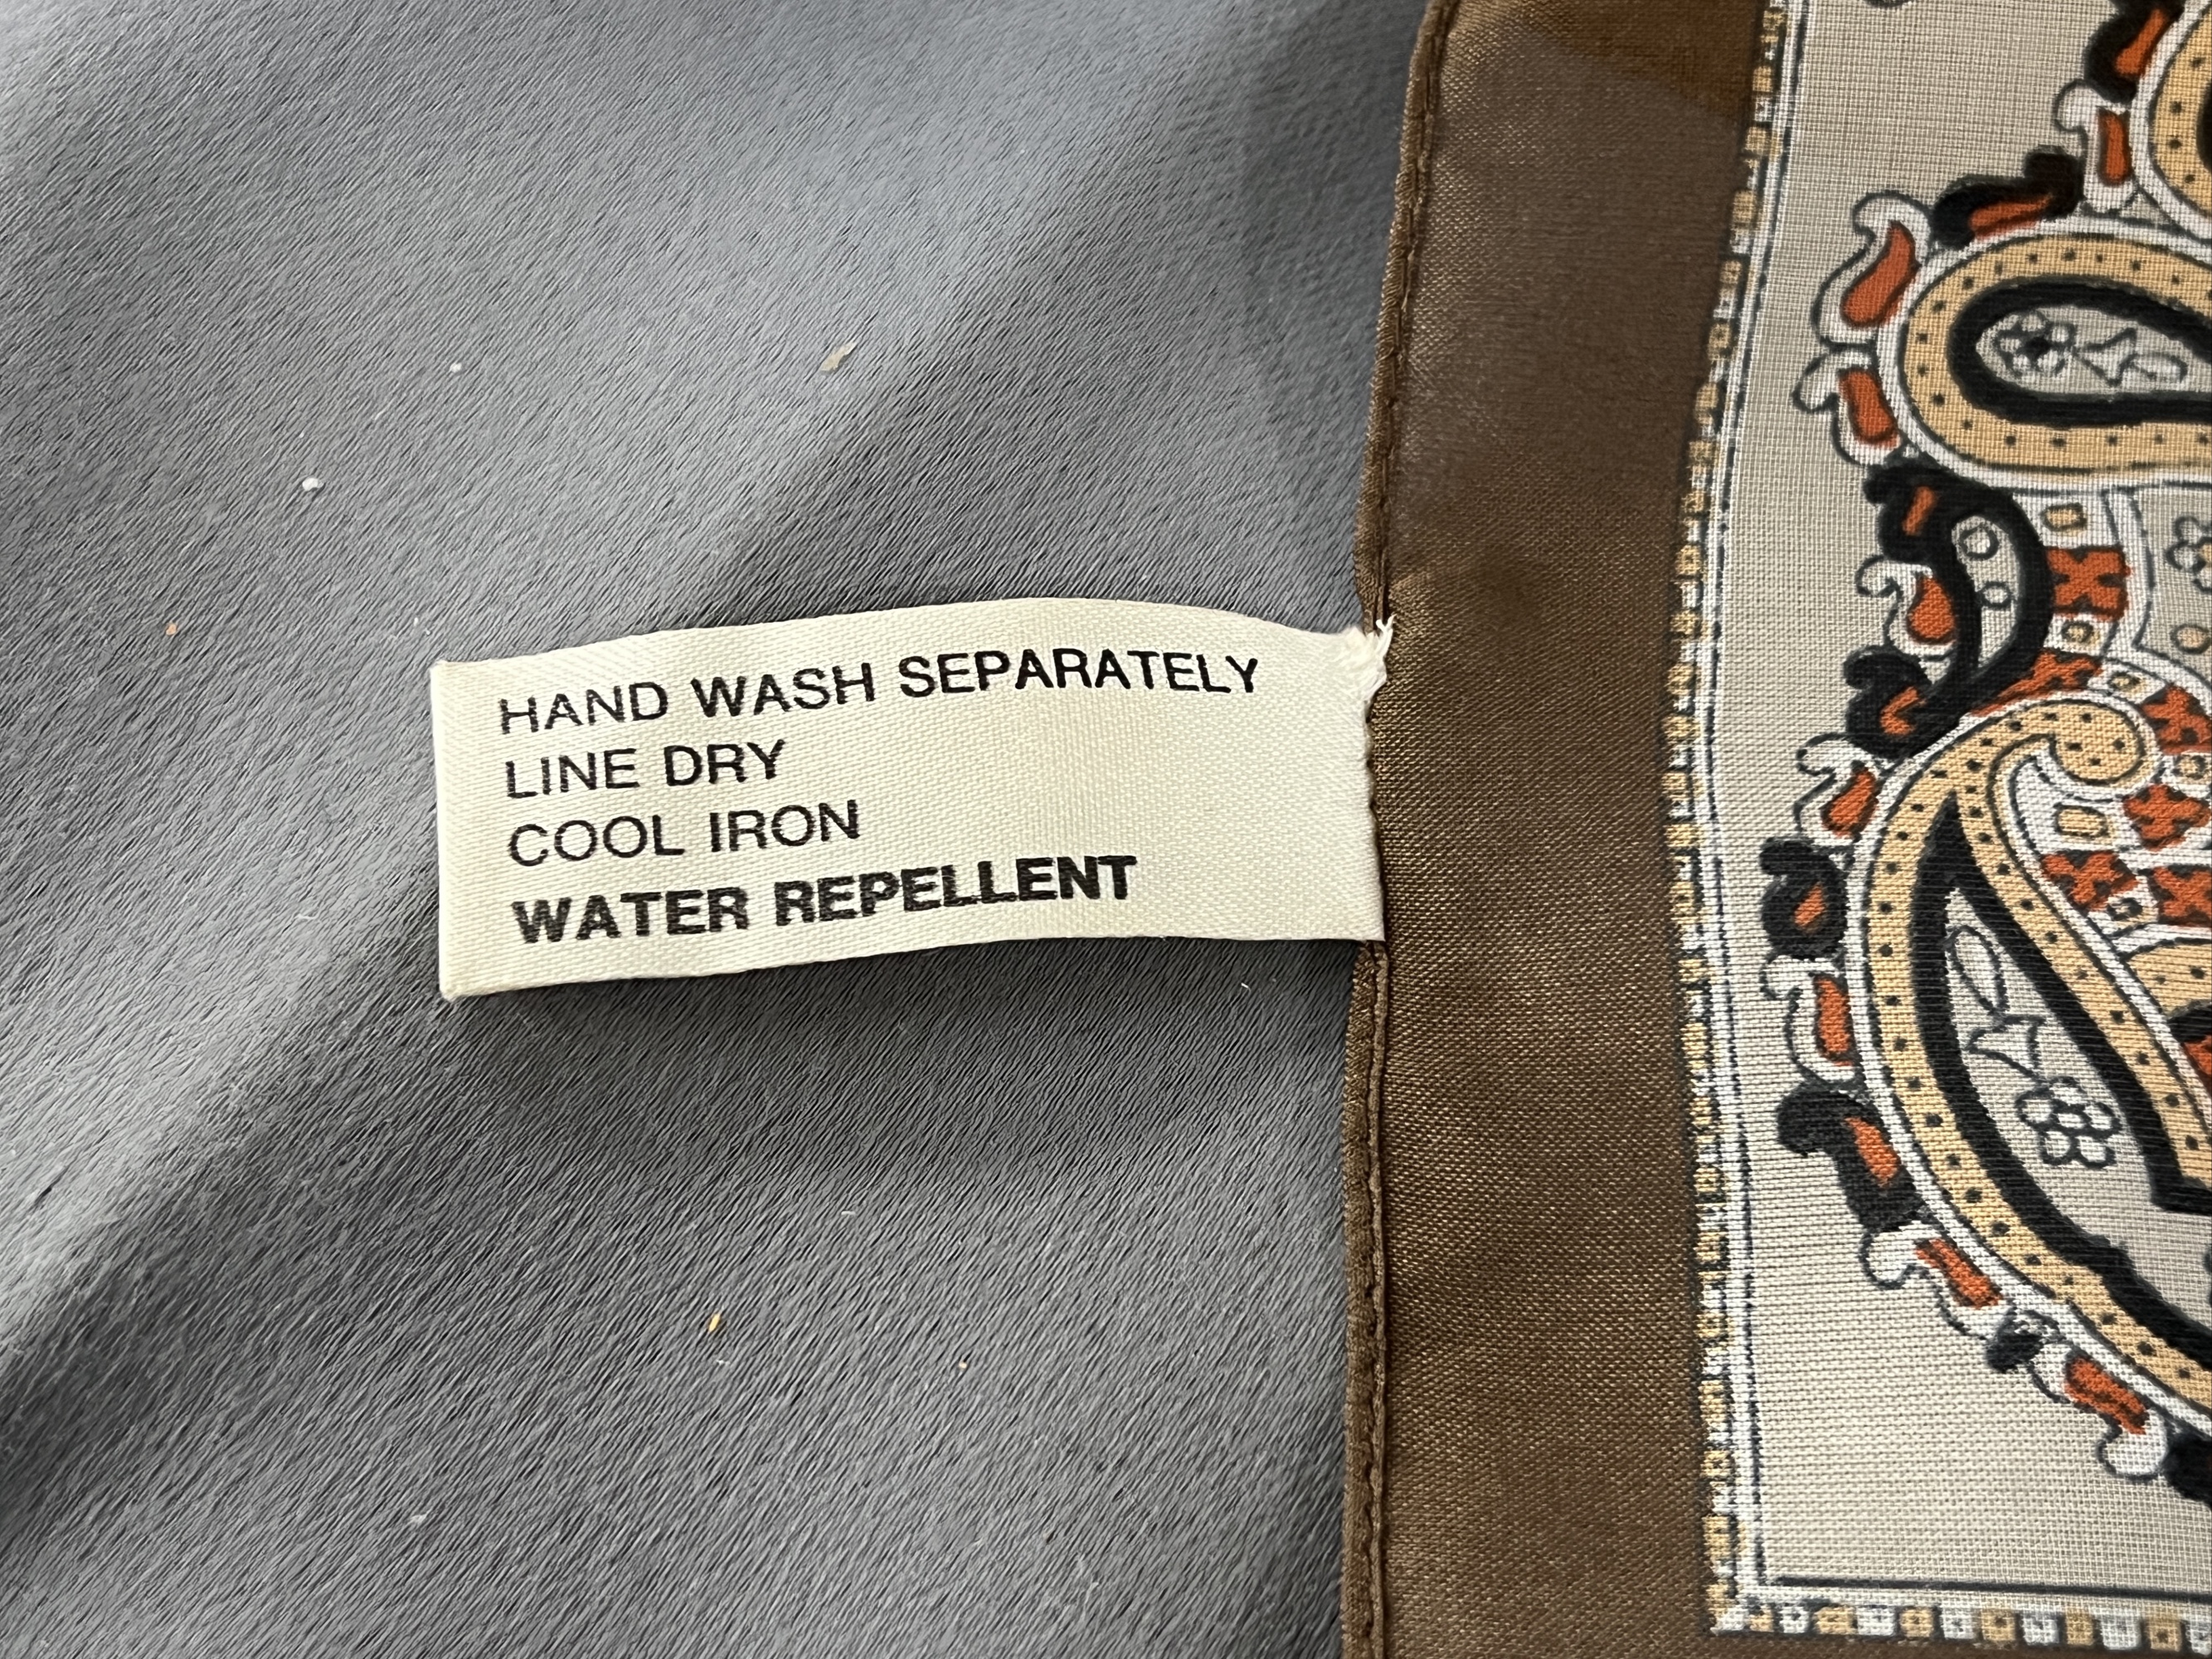 HAND WASH SEPARATELY
LINE DRY
COOL IRON
WATER REPELLENT